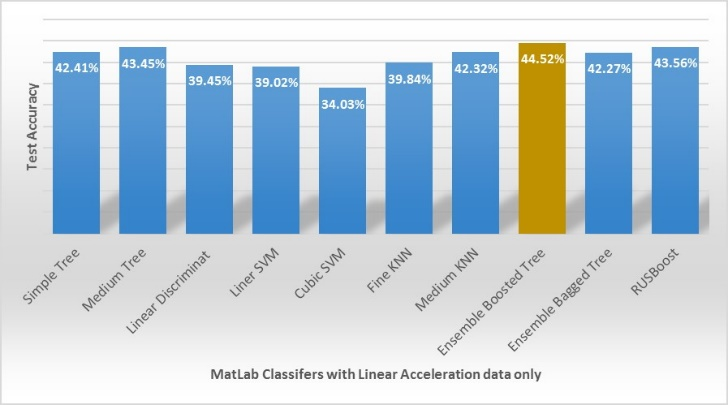 44.52%
43.45%
43.56%
42.41%
42.32%
42.27%
39.45%
39.02%
39.84%
34.03%
Test Accuracy
Simple Tree
Medium Tree
Linear Discriminat
Liner SVM
Cubic SVM
Fine KNN
Medium KNN
Ensemble Boosted Tree
Ensemble Bagged Tree
RUSBoost
MatLab Classifers with Linear Acceleration data only